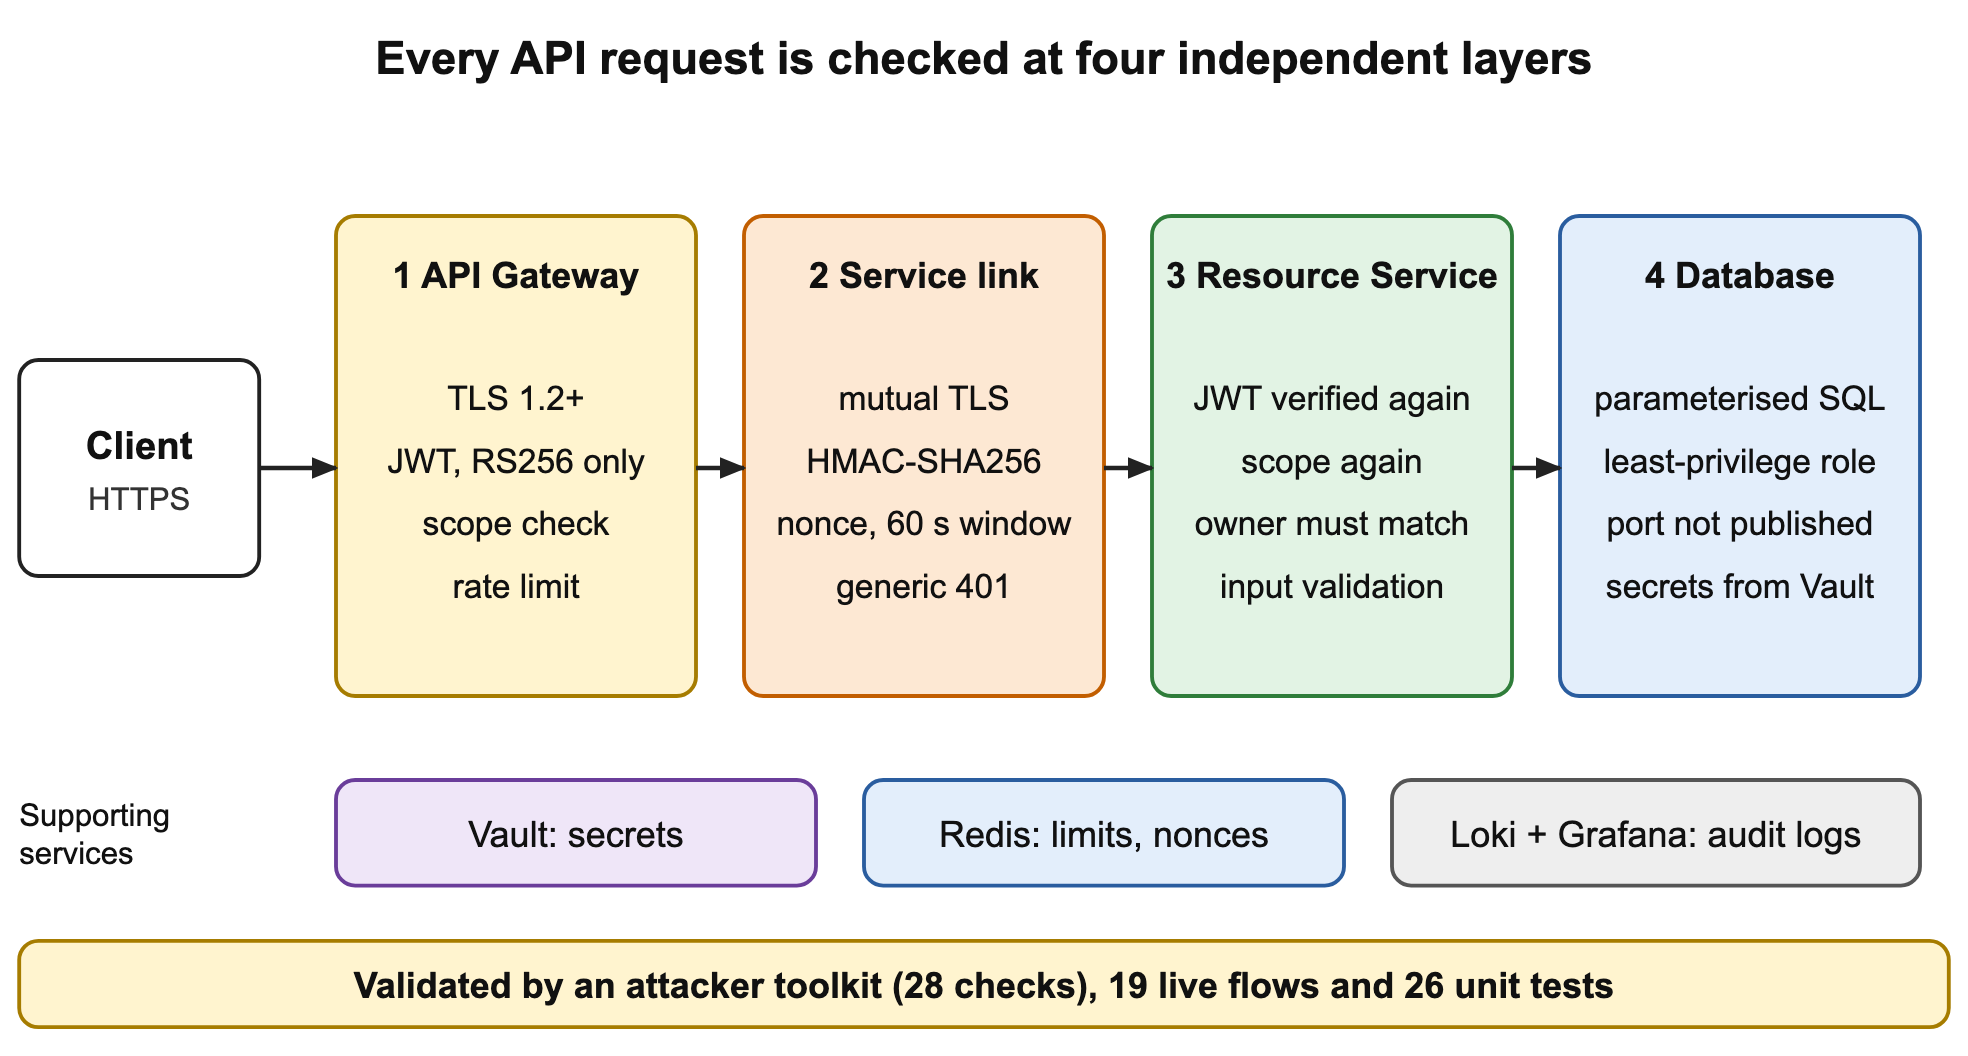 Every API request is checked at four independent layers
Client
HTTPS
1 API Gateway
TLS 1.2+
JWT, RS256 only
scope check
rate limit
2 Service link
mutual TLS
HMAC-SHA256
nonce, 60 s window
generic 401
3 Resource Service
JWT verified again
scope again
owner must match
input validation
4 Database
parameterised SQL
least-privilege role
port not published
secrets from Vault
Supporting
services
Vault: secrets
Redis: limits, nonces
Loki + Grafana: audit logs
Validated by an attacker toolkit (28 checks), 19 live flows and 26 unit tests